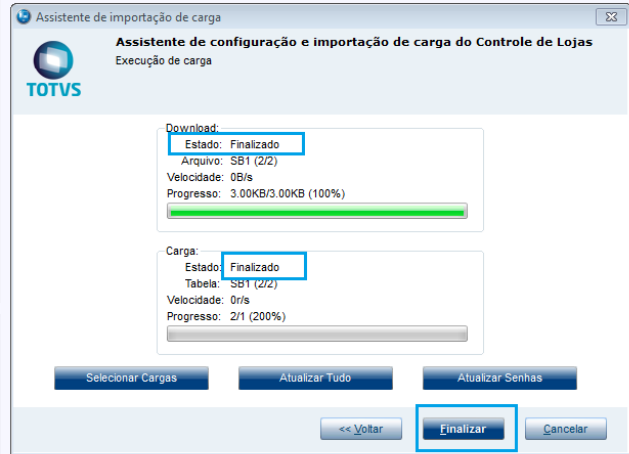 Assistente de importação de carga
Assistente de configuração e importação de carga do Controle de Lojas
Execução de carga
TOTVS
Download:
Estado: Finalizado
Arquivo: SB1 (2/2)
Velocidade: 0B/s
Progresso: 3.00KB/3.00KB (100%)
Carga:
Estado: Finalizado
Tabela: SB1 (2/2)
Velocidade: 0r/s
Progresso: 2/1 (200%)
Selecionar Cargas Atualizar Tudo Atualizar Senhas
<< Voltar Finalizar Cancelar